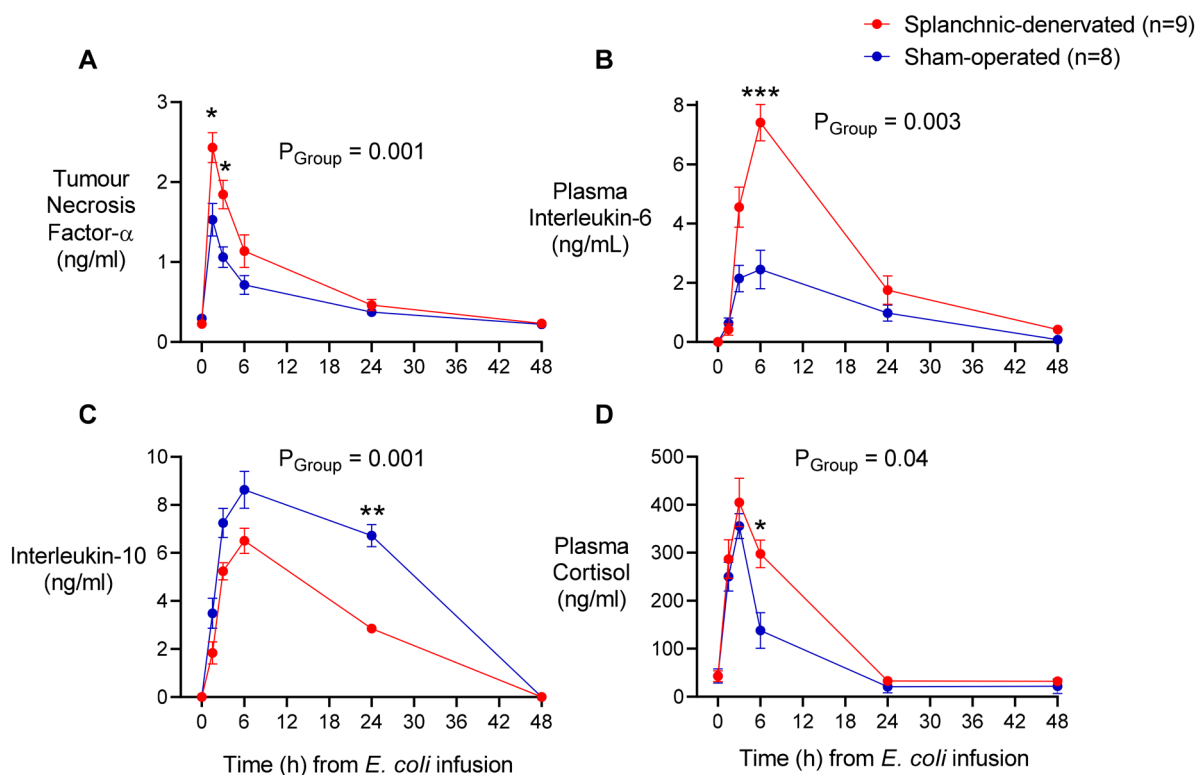 Splanchnic-denervated (n=9)
Sham-operated (n=8)
A
3
2
1
0
Tumour
Necrosis
Factor-α
(ng/ml)
*
*
P_Group = 0.001
0 6 12 18 24 30 36 42 48
B
8
6
4
2
0
Plasma
Interleukin-6
(ng/mL)
***
P_Group = 0.003
0 6 12 18 24 30 36 42 48
C
10
8
6
4
2
0
Interleukin-10
(ng/ml)
P_Group = 0.001
**
0 6 12 18 24 30 36 42 48
Time (h) from E. coli infusion
D
500
400
300
200
100
50
0
Plasma
Cortisol
(ng/ml)
P_Group = 0.04
*
0 6 12 18 24 30 36 42 48
Time (h) from E. coli infusion